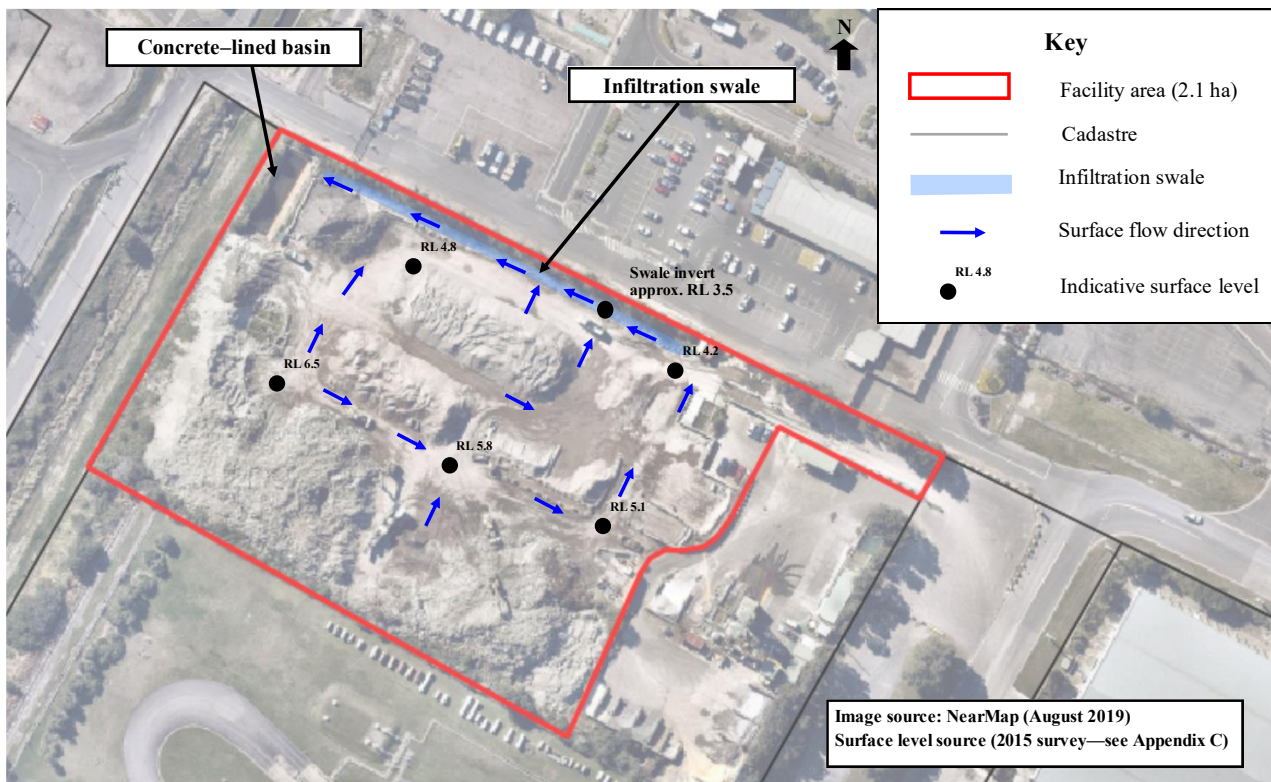 Concrete–lined basin
Infiltration swale
N
Key
Facility area (2.1 ha)
Cadastre
Infiltration swale
Surface flow direction
RL 4.8
Indicative surface level
RL 4.8
Swale invert
approx. RL 3.5
RL 4.2
RL 6.5
RL 5.8
RL 5.1
Image source: NearMap (August 2019)
Surface level source (2015 survey—see Appendix C)